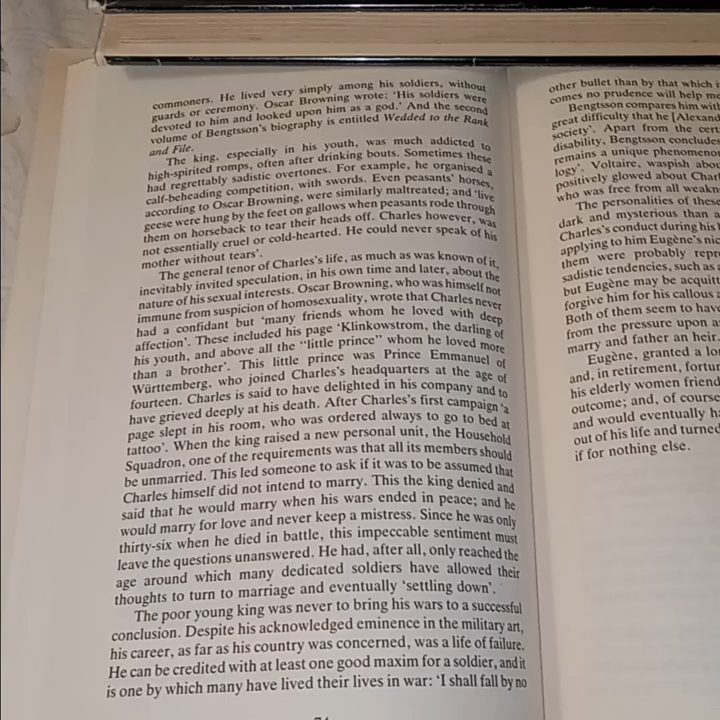 commoners. He lived very simply among his soldiers, without
guards or ceremony. Oscar Browning wrote: 'His soldiers were
devoted to him and looked upon him as a god.' And the second
volume of Bengtsson's biography is entitled Wedded to the Rank
and File.
The king, especially in his youth, was much addicted to
high-spirited romps, often after drinking bouts. Sometimes these
had regrettably sadistic overtones. For example, he organised a
calf-beheading competition, with swords. Even peasants' horses,
according to Oscar Browning, were similarly maltreated; and 'live
geese were hung by the feet on gallows when peasants rode through
them on horseback to tear their heads off. Charles however, was
not essentially cruel or cold-hearted. He could never speak of his
mother without tears'.
The general tenor of Charles's life, as much as was known of it,
inevitably invited speculation, in his own time and later, about the
nature of his sexual interests. Oscar Browning, who was himself not
immune from suspicion of homosexuality, wrote that Charles never
had a confidant but 'many friends whom he loved with deep
affection'. These included his page 'Klinkowstrom, the darling of
his youth, and above all the "little prince" whom he loved more
than a brother'. This little prince was Prince Emmanuel of
Württemberg, who joined Charles's headquarters at the age of
fourteen. Charles is said to have delighted in his company and to
have grieved deeply at his death. After Charles's first campaign 'a
page slept in his room, who was ordered always to go to bed at
tattoo'. When the king raised a new personal unit, the Household
Squadron, one of the requirements was that all its members should
be unmarried. This led someone to ask if it was to be assumed that
Charles himself did not intend to marry. This the king denied and
said that he would marry when his wars ended in peace; and he
would marry for love and never keep a mistress. Since he was only
thirty-six when he died in battle, this impeccable sentiment must
leave the questions unanswered. He had, after all, only reached the
age around which many dedicated soldiers have allowed their
thoughts to turn to marriage and eventually 'settling down'.
The poor young king was never to bring his wars to a successful
conclusion. Despite his acknowledged eminence in the military art,
his career, as far as his country was concerned, was a life of failure.
He can be credited with at least one good maxim for a soldier, and it
is one by which many have lived their lives in war: 'I shall fall by no
other bullet than by that which
comes no prudence will help
Bengtsson compares him with
great difficulty that he [Alexand
society'. Apart from the cert
disability, Bengtsson concludes
remains a unique phenomenon
logy'. Voltaire, waspish abou
positively glowed about Charl
who was free from all weakn
The personalities of these
dark and mysterious than a
Charles's conduct during his
applying to him Eugène's nic
them were probably repr
sadistic tendencies, such as
but Eugène may be acquitt
forgive him for his callous
Both of them seem to have
from the pressure upon a
marry and father an heir.
Eugène, granted a lo
and, in retirement, fortu
his elderly women friend
outcome; and, of course
and would eventually h
out of his life and turned
if for nothing else.